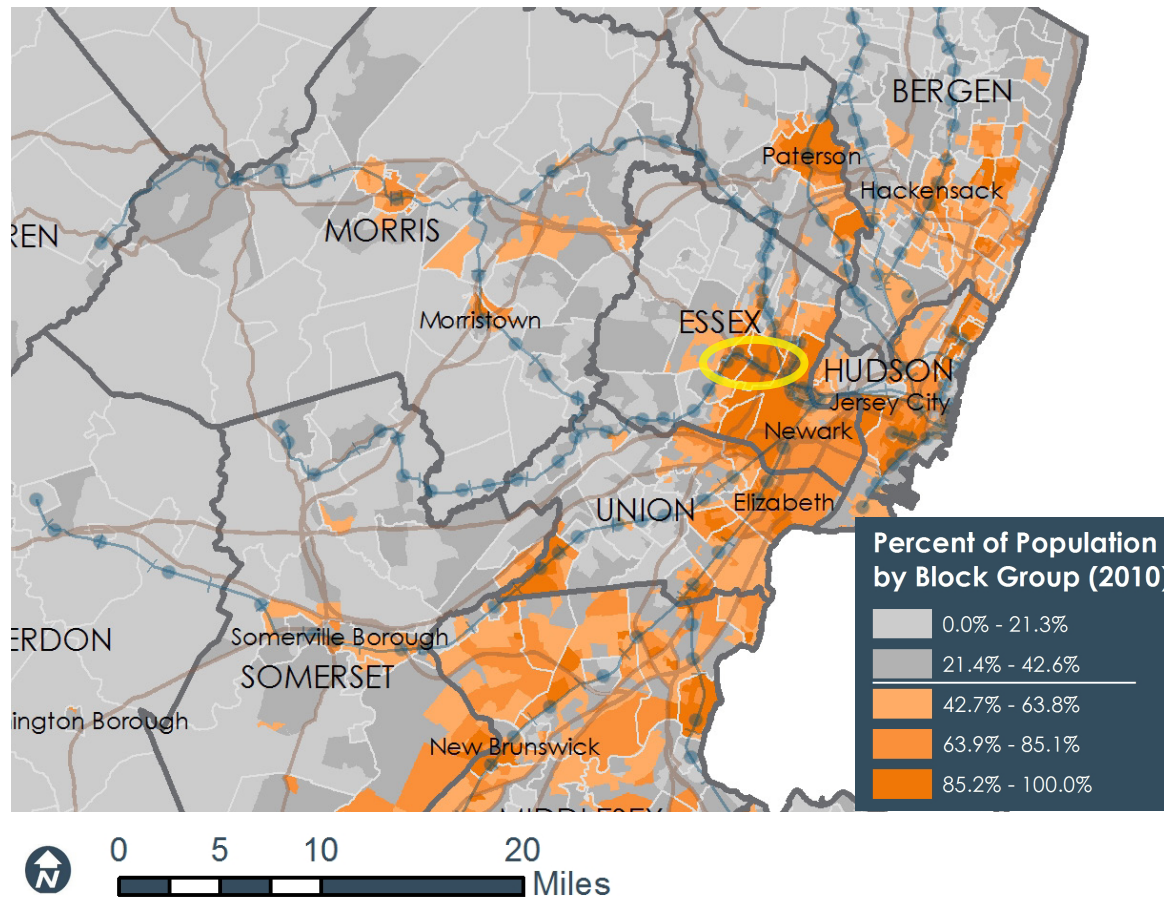 BERGEN
Paterson
Hackensack
REN
MORRIS
Morristown
ESSEX
HUDSON
Jersey City
Newark
Elizabeth
UNION
ERDON
Somerville Borough
SOMERSET
ington Borough
New Brunswick
MIDDLESEX
Percent of Population
by Block Group (2010)
0.0% - 21.3%
21.4% - 42.6%
42.7% - 63.8%
63.9% - 85.1%
85.2% - 100.0%
N
0 5 10 20
Miles